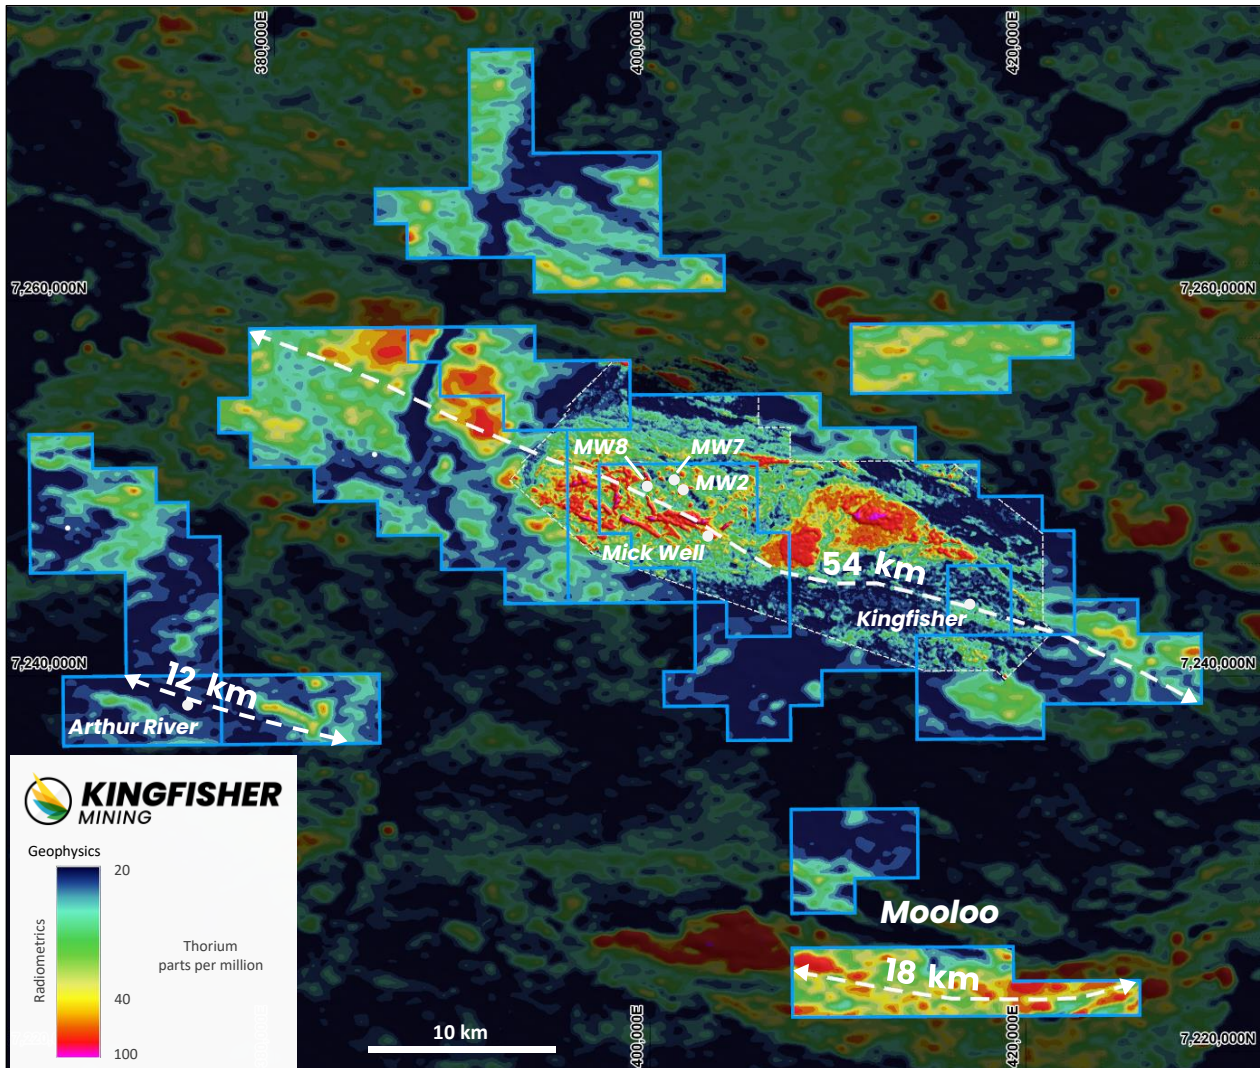 380,000E
400,000E
420,000E
7,260,000N
7,260,000N
MW8
MW7
MW2
Mick Well
54 km
Kingfisher
7,240,000N
7,240,000N
12 km
Arthur River
KINGFISHER
MINING
Geophysics
20
Radiometrics
Thorium
parts per million
40
100
Mooloo
18 km
10 km
400,000E
420,000E
7,220,000N